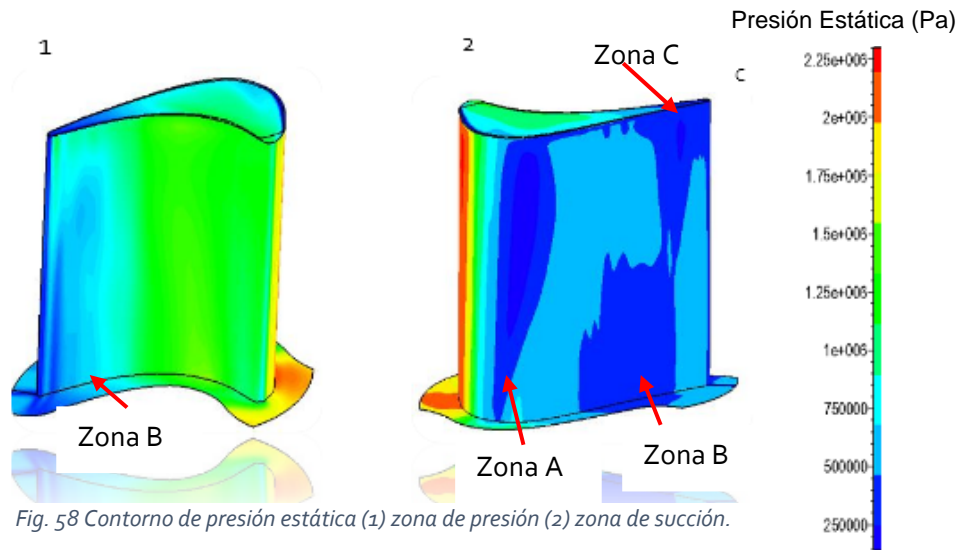 Presión Estática (Pa)
1
2
Zona C
C
2.25e+006
2e+006
1.75e+006
1.5e+006
1.25e+006
1e+006
750000
500000
250000
Zona B
Zona A
Zona B
Fig. 58 Contorno de presión estática (1) zona de presión (2) zona de succión.